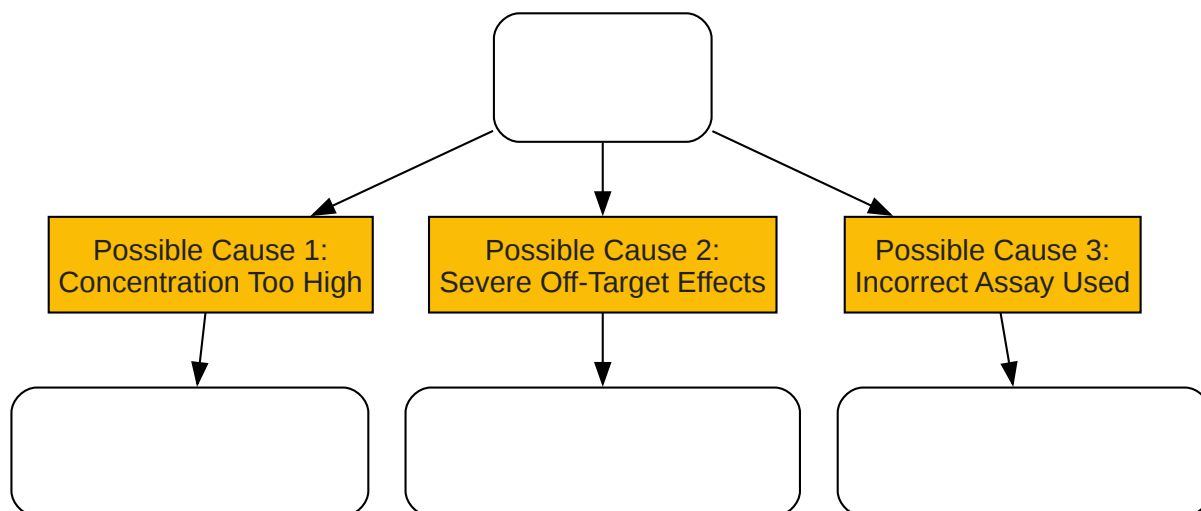 Possible Cause 1:
Concentration Too High
Possible Cause 2:
Severe Off-Target Effects
Possible Cause 3:
Incorrect Assay Used